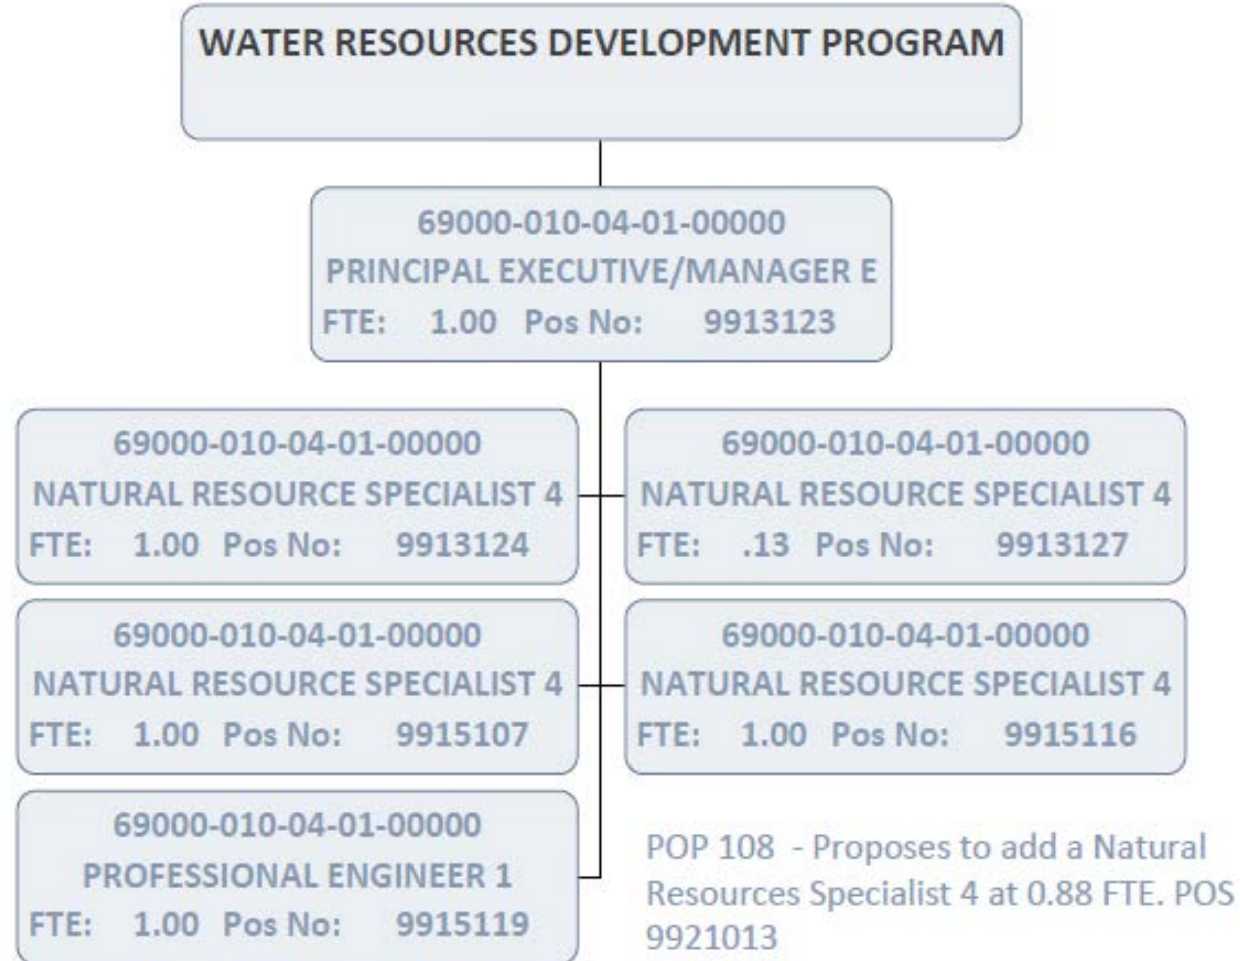 WATER RESOURCES DEVELOPMENT PROGRAM
69000-010-04-01-00000
PRINCIPAL EXECUTIVE/MANAGER E
FTE: 1.00 Pos No: 9913123
69000-010-04-01-00000
NATURAL RESOURCE SPECIALIST 4
FTE: 1.00 Pos No: 9913124
69000-010-04-01-00000
NATURAL RESOURCE SPECIALIST 4
FTE: .13 Pos No: 9913127
69000-010-04-01-00000
NATURAL RESOURCE SPECIALIST 4
FTE: 1.00 Pos No: 9915107
69000-010-04-01-00000
NATURAL RESOURCE SPECIALIST 4
FTE: 1.00 Pos No: 9915116
69000-010-04-01-00000
PROFESSIONAL ENGINEER 1
FTE: 1.00 Pos No: 9915119
POP 108 - Proposes to add a Natural
Resources Specialist 4 at 0.88 FTE. POS
9921013